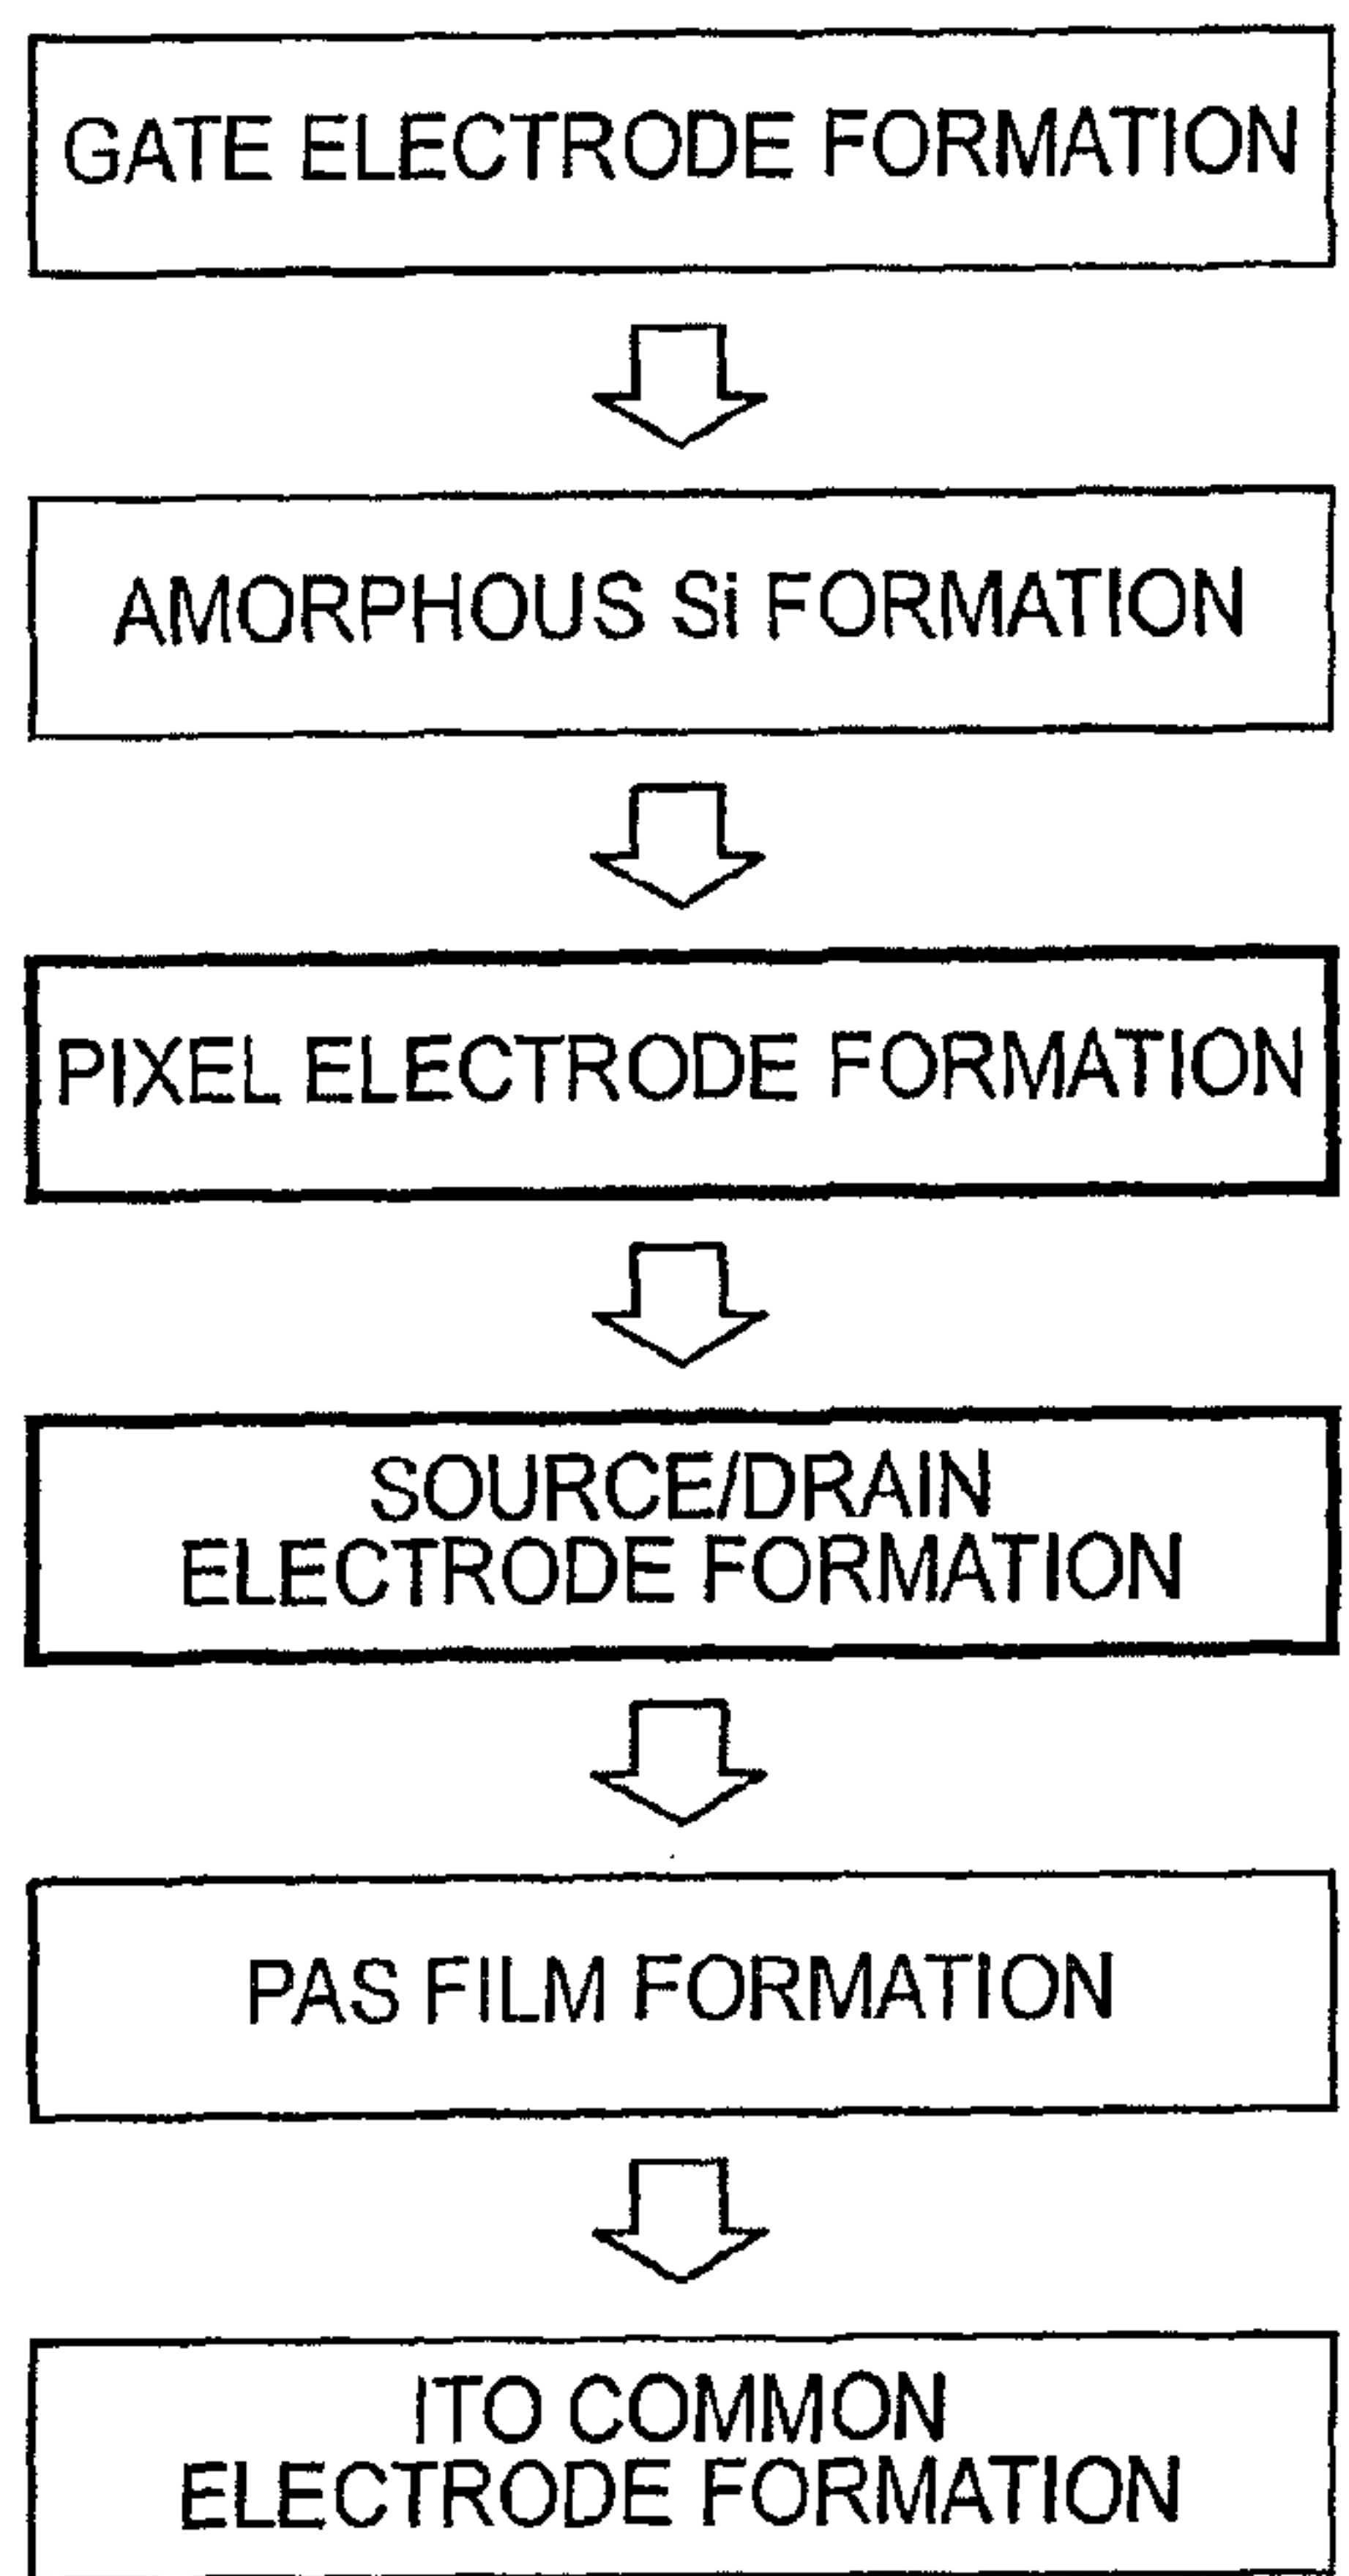 GATE ELECTRODE FORMATION
AMORPHOUS Si FORMATION
PIXEL ELECTRODE FORMATION
SOURCE/DRAIN
ELECTRODE FORMATION
PAS FILM FORMATION
ITO COMMON
ELECTRODE FORMATION